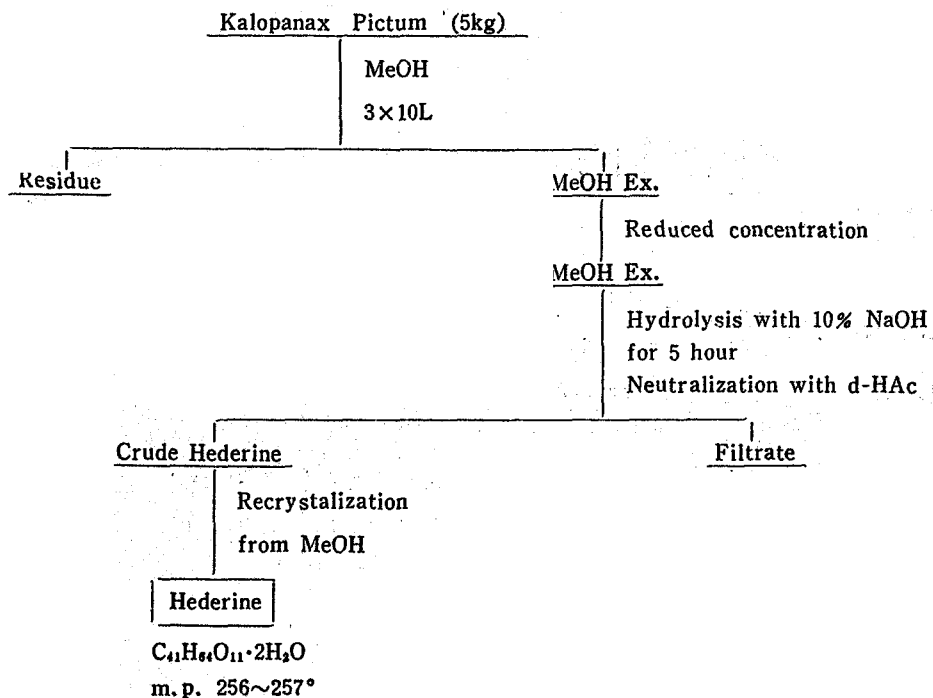 Kalopanax Pictum (5kg)
MeOH
3×10L
Residue
MeOH Ex.
Reduced concentration
MeOH Ex.
Hydrolysis with 10% NaOH
for 5 hour
Neutralization with d-HAc
Crude Hederine
Filtrate
Recrystalization
from MeOH
Hederine
C₄₁H₆₄O₁₁·2H₂O
m.p. 256~257°